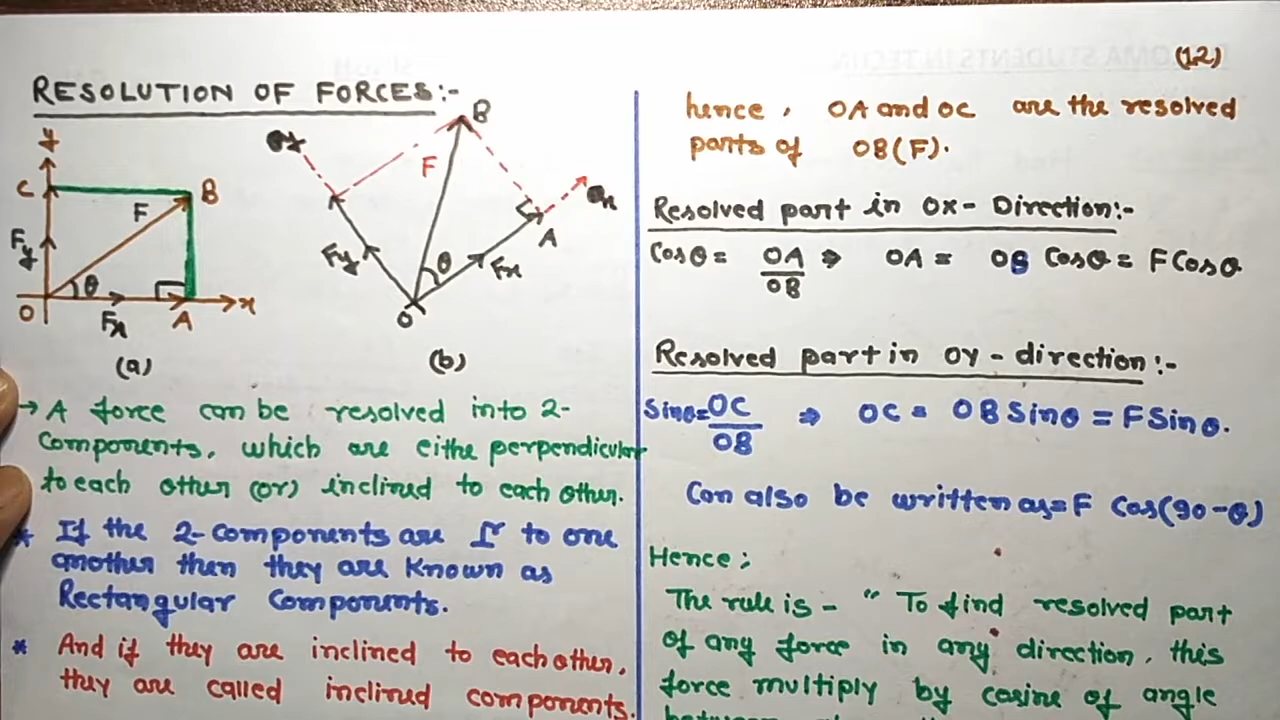 (12)
RESOLUTION OF FORCES:-
y
C
B
F
Fy
θ
O
Fx
A
x
(a)
B
F
Fy
θ
Fx
A
O
(b)
→ A force can be resolved into 2-
Components, which are eithe perpendicular
to each other (or) inclined to each other.
* If the 2-components are ⊥r to one
another then they are Known as
Rectangular Components.
* And if they are inclined to each other,
they are called inclined components.
hence, OA and OC are the resolved
parts of OB(F).
Resolved part in OX- Direction:-
Cosθ = OA/OB ⇒ OA = OB Cosθ = F Cosθ
Resolved part in OY-direction:-
Sinθ = OC/OB ⇒ OC = OB Sinθ = F Sinθ.
Can also be written as = F Cos(90-θ)
Hence;
The rule is - " To find resolved part
of any force in any direction, this
force multiply by cosine of angle